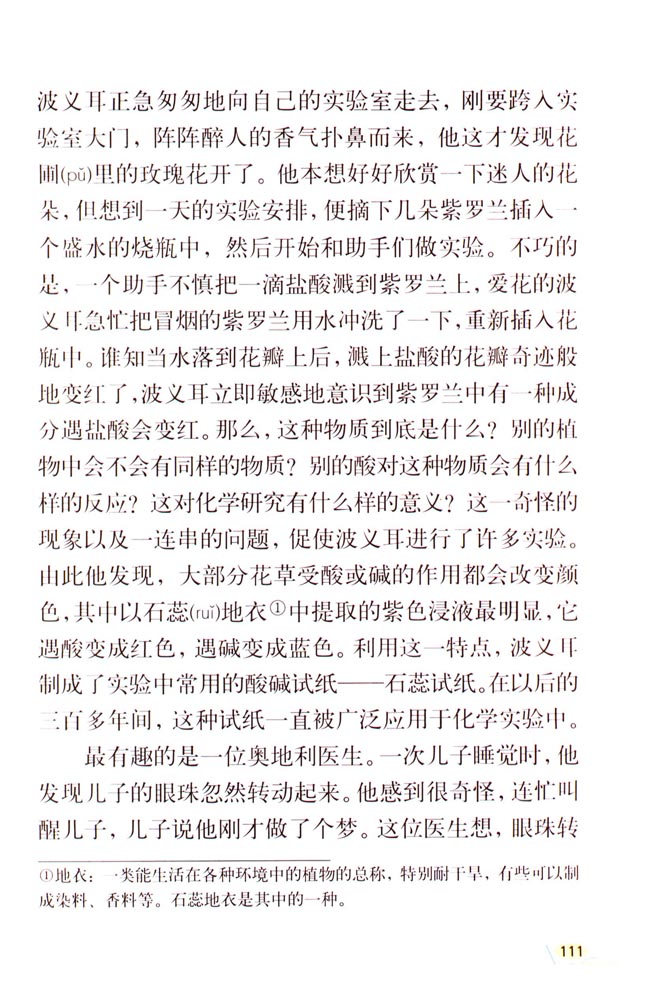 波义耳正急匆匆地向自己的实验室走去，刚要跨入实
验室大门，阵阵醉人的香气扑鼻而来，他这才发现花
圃(pǔ)里的玫瑰花开了。他本想好好欣赏一下迷人的花
朵，但想到一天的实验安排，便摘下几朵紫罗兰插入一
个盛水的烧瓶中，然后开始和助手们做实验。不巧的
是，一个助手不慎把一滴盐酸溅到紫罗兰上，爱花的波
义耳急忙把冒烟的紫罗兰用水冲洗了一下，重新插入花
瓶中。谁知当水落到花瓣上后，溅上盐酸的花瓣奇迹般
地变红了，波义耳立即敏感地意识到紫罗兰中有一种成
分遇盐酸会变红。那么，这种物质到底是什么？别的植
物中会不会有同样的物质？别的酸对这种物质会有什么
样的反应？这对化学研究有什么样的意义？这一奇怪的
现象以及一连串的问题，促使波义耳进行了许多实验。
由此他发现，大部分花草受酸或碱的作用都会改变颜
色，其中以石蕊(ruǐ)地衣①中提取的紫色浸液最明显，它
遇酸变成红色，遇碱变成蓝色。利用这一特点，波义耳
制成了实验中常用的酸碱试纸——石蕊试纸。在以后的
三百多年间，这种试纸一直被广泛应用于化学实验中。
最有趣的是一位奥地利医生。一次儿子睡觉时，他
发现儿子的眼珠忽然转动起来。他感到很奇怪，连忙叫
醒儿子，儿子说他刚才做了个梦。这位医生想，眼珠转
①地衣：一类能生活在各种环境中的植物的总称，特别耐干旱，有些可以制
成染料、香料等。石蕊地衣是其中的一种。
111